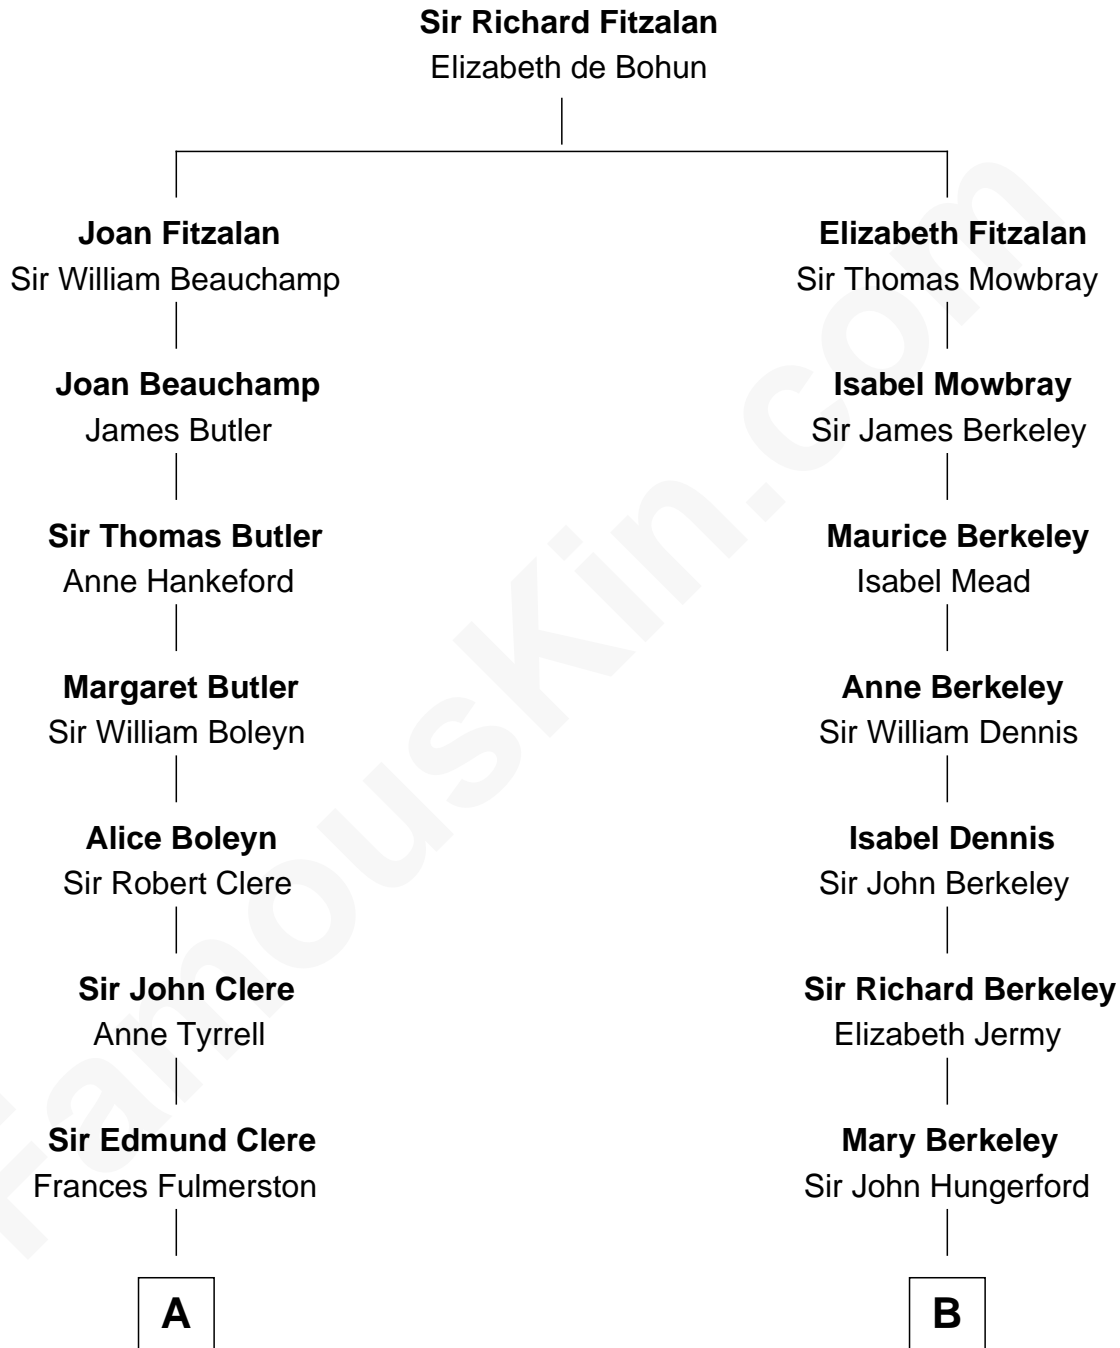 Sir Richard Fitzalan
Elizabeth de Bohun
Joan Fitzalan
Sir William Beauchamp
Elizabeth Fitzalan
Sir Thomas Mowbray
Joan Beauchamp
James Butler
Isabel Mowbray
Sir James Berkeley
Sir Thomas Butler
Anne Hankeford
Maurice Berkeley
Isabel Mead
Margaret Butler
Sir William Boleyn
Anne Berkeley
Sir William Dennis
Alice Boleyn
Sir Robert Clere
Isabel Dennis
Sir John Berkeley
Sir John Clere
Anne Tyrrell
Sir Richard Berkeley
Elizabeth Jermy
Sir Edmund Clere
Frances Fulmerston
Mary Berkeley
Sir John Hungerford
A
B
FamousKin.com